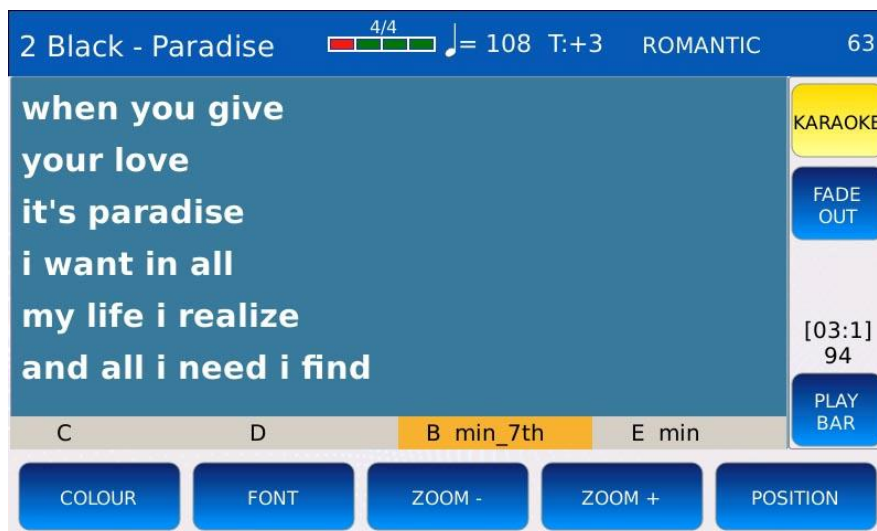 2 Black - Paradise 4/4 ♩= 108 T:+3 ROMANTIC 63
when you give
your love
it's paradise
i want in all
my life i realize
and all i need i find
KARAOKE
FADE
OUT
[03:1]
94
PLAY
BAR
C D B min_7th E min
COLOUR FONT ZOOM - ZOOM + POSITION